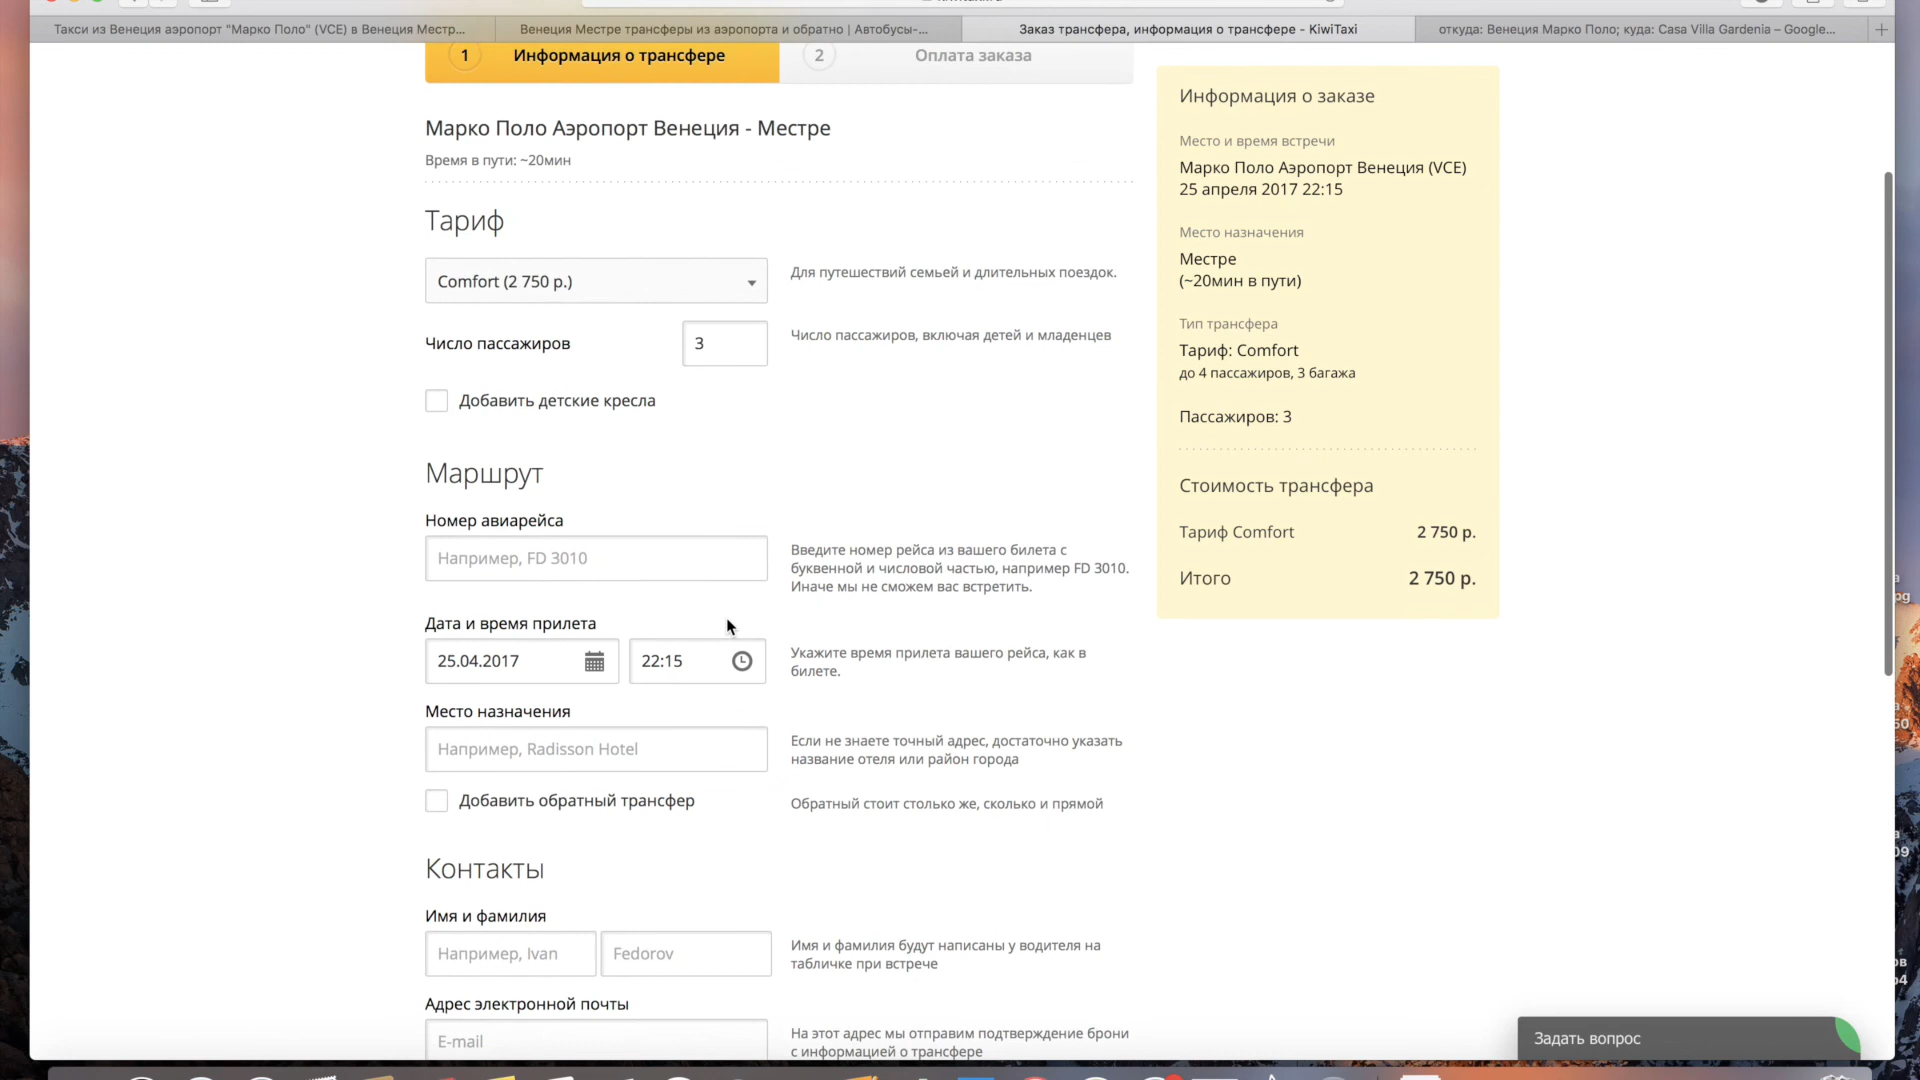 Такси из Венеция аэропорт "Марко Поло" (VCE) в Венеция Местр...
Венеция Местре трансферы из аэропорта и обратно | Автобусы-...
Заказ трансфера, информация о трансфере - KiwiTaxi
откуда: Венеция Марко Поло; куда: Casa Villa Gardenia – Google...
1 Информация о трансфере
2 Оплата заказа
Марко Поло Аэропорт Венеция - Местре
Время в пути: ~20мин
Тариф
Comfort (2 750 р.)
Для путешествий семьей и длительных поездок.
Число пассажиров
3
Число пассажиров, включая детей и младенцев
Добавить детские кресла
Маршрут
Номер авиарейса
Например, FD 3010
Введите номер рейса из вашего билета с
буквенной и числовой частью, например FD 3010.
Иначе мы не сможем вас встретить.
Дата и время прилета
25.04.2017
22:15
Укажите время прилета вашего рейса, как в
билете.
Место назначения
Например, Radisson Hotel
Если не знаете точный адрес, достаточно указать
название отеля или район города
Добавить обратный трансфер
Обратный стоит столько же, сколько и прямой
Контакты
Имя и фамилия
Например, Ivan
Fedorov
Имя и фамилия будут написаны у водителя на
табличке при встрече
Адрес электронной почты
E-mail
На этот адрес мы отправим подтверждение брони
с информацией о трансфере
Информация о заказе
Место и время встречи
Марко Поло Аэропорт Венеция (VCE)
25 апреля 2017 22:15
Место назначения
Местре
(~20мин в пути)
Тип трансфера
Тариф: Comfort
до 4 пассажиров, 3 багажа
Пассажиров: 3
Стоимость трансфера
Тариф Comfort 2 750 р.
Итого 2 750 р.
Задать вопрос